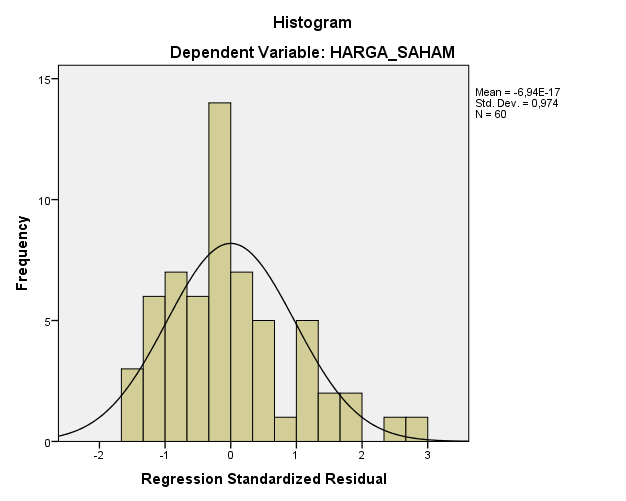 Histogram
Dependent Variable: HARGA_SAHAM
Mean = -6,94E-17
Std. Dev. = 0,974
N = 60
Frequency
15
10
5
0
-2 -1 0 1 2 3
Regression Standardized Residual